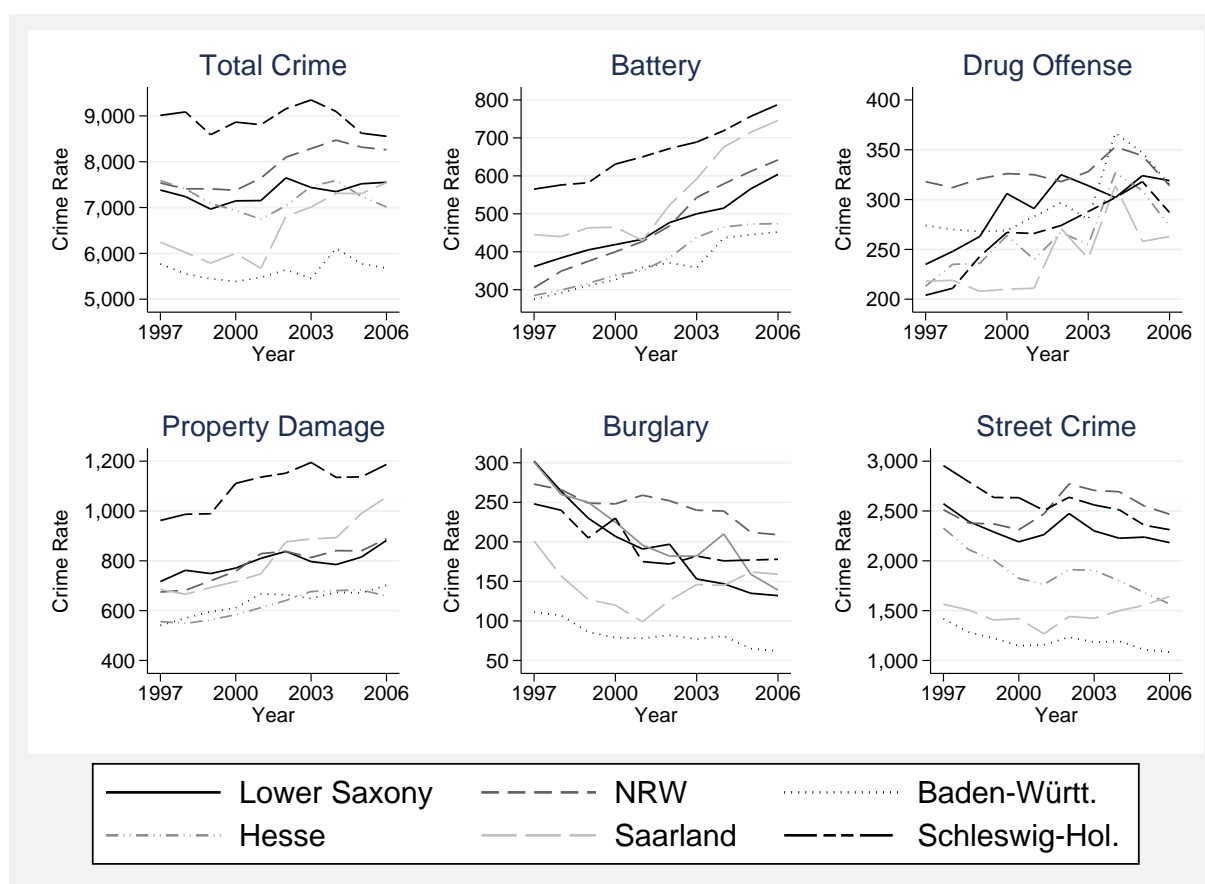 Total Crime
Crime Rate
9,000
8,000
7,000
6,000
5,000
1997 2000 2003 2006
Year
Battery
Crime Rate
800
700
600
500
400
300
1997 2000 2003 2006
Year
Drug Offense
Crime Rate
400
350
300
250
200
1997 2000 2003 2006
Year
Property Damage
Crime Rate
1,200
1,000
800
600
400
1997 2000 2003 2006
Year
Burglary
Crime Rate
300
250
200
150
100
50
1997 2000 2003 2006
Year
Street Crime
Crime Rate
3,000
2,500
2,000
1,500
1,000
1997 2000 2003 2006
Year
Lower Saxony NRW Baden-Württ.
Hesse Saarland Schleswig-Hol.